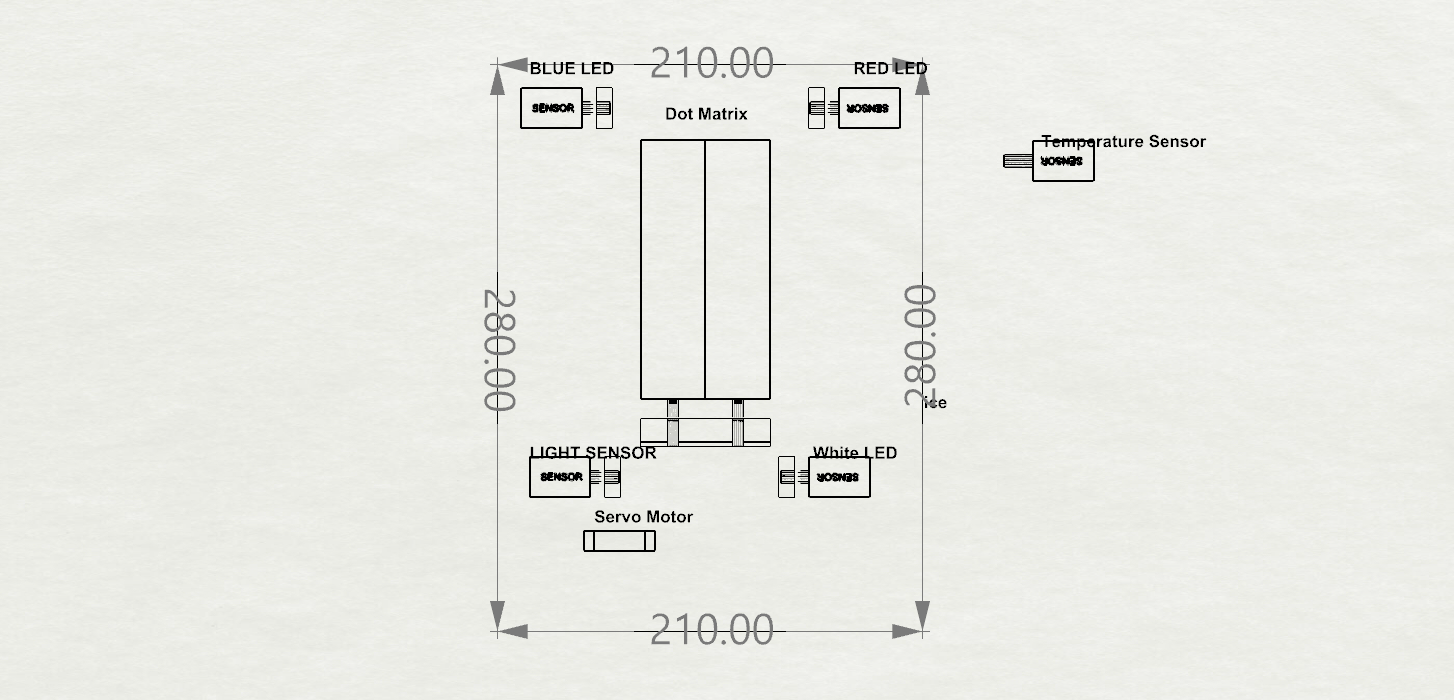 210.00
BLUE LED
RED LED
SENSOR
SENSOR
Dot Matrix
Temperature Sensor
SENSOR
280.00
280.00
ice
LIGHT SENSOR
White LED
SENSOR
SENSOR
Servo Motor
210.00